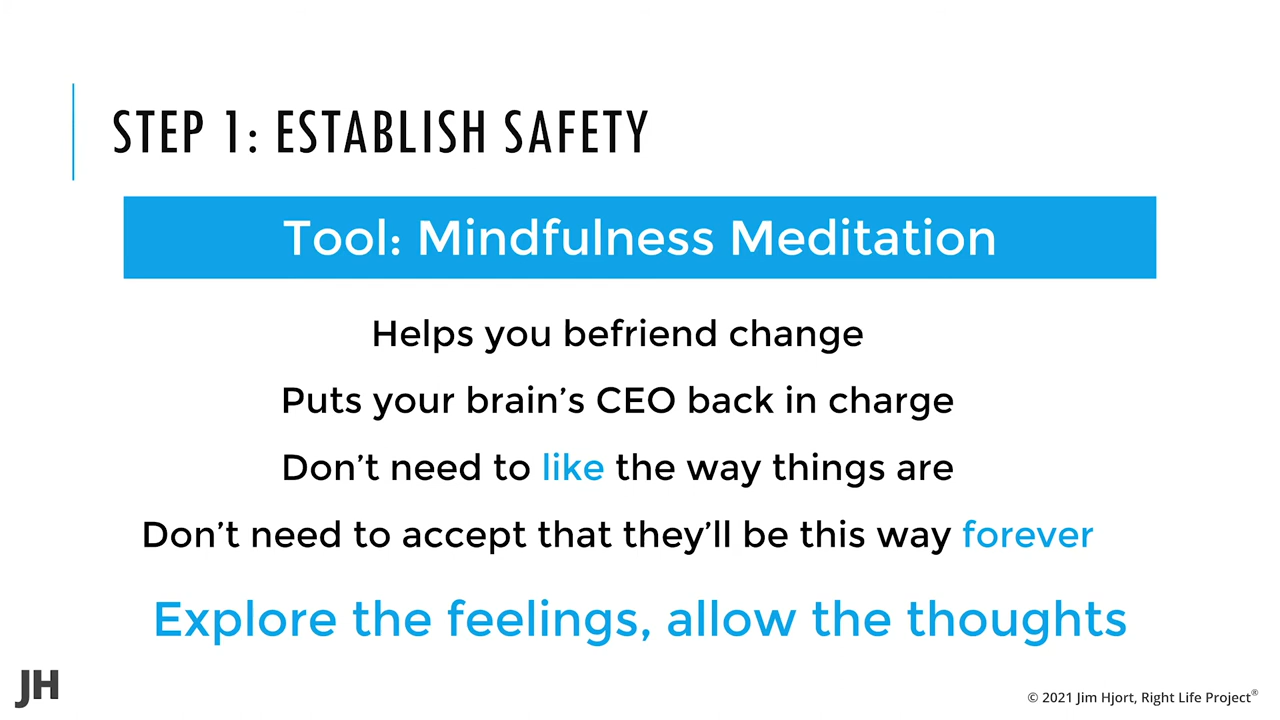 STEP 1: ESTABLISH SAFETY
Tool: Mindfulness Meditation
Helps you befriend change
Puts your brain’s CEO back in charge
Don’t need to like the way things are
Don’t need to accept that they’ll be this way forever
Explore the feelings, allow the thoughts
JH
© 2021 Jim Hjort, Right Life Project®